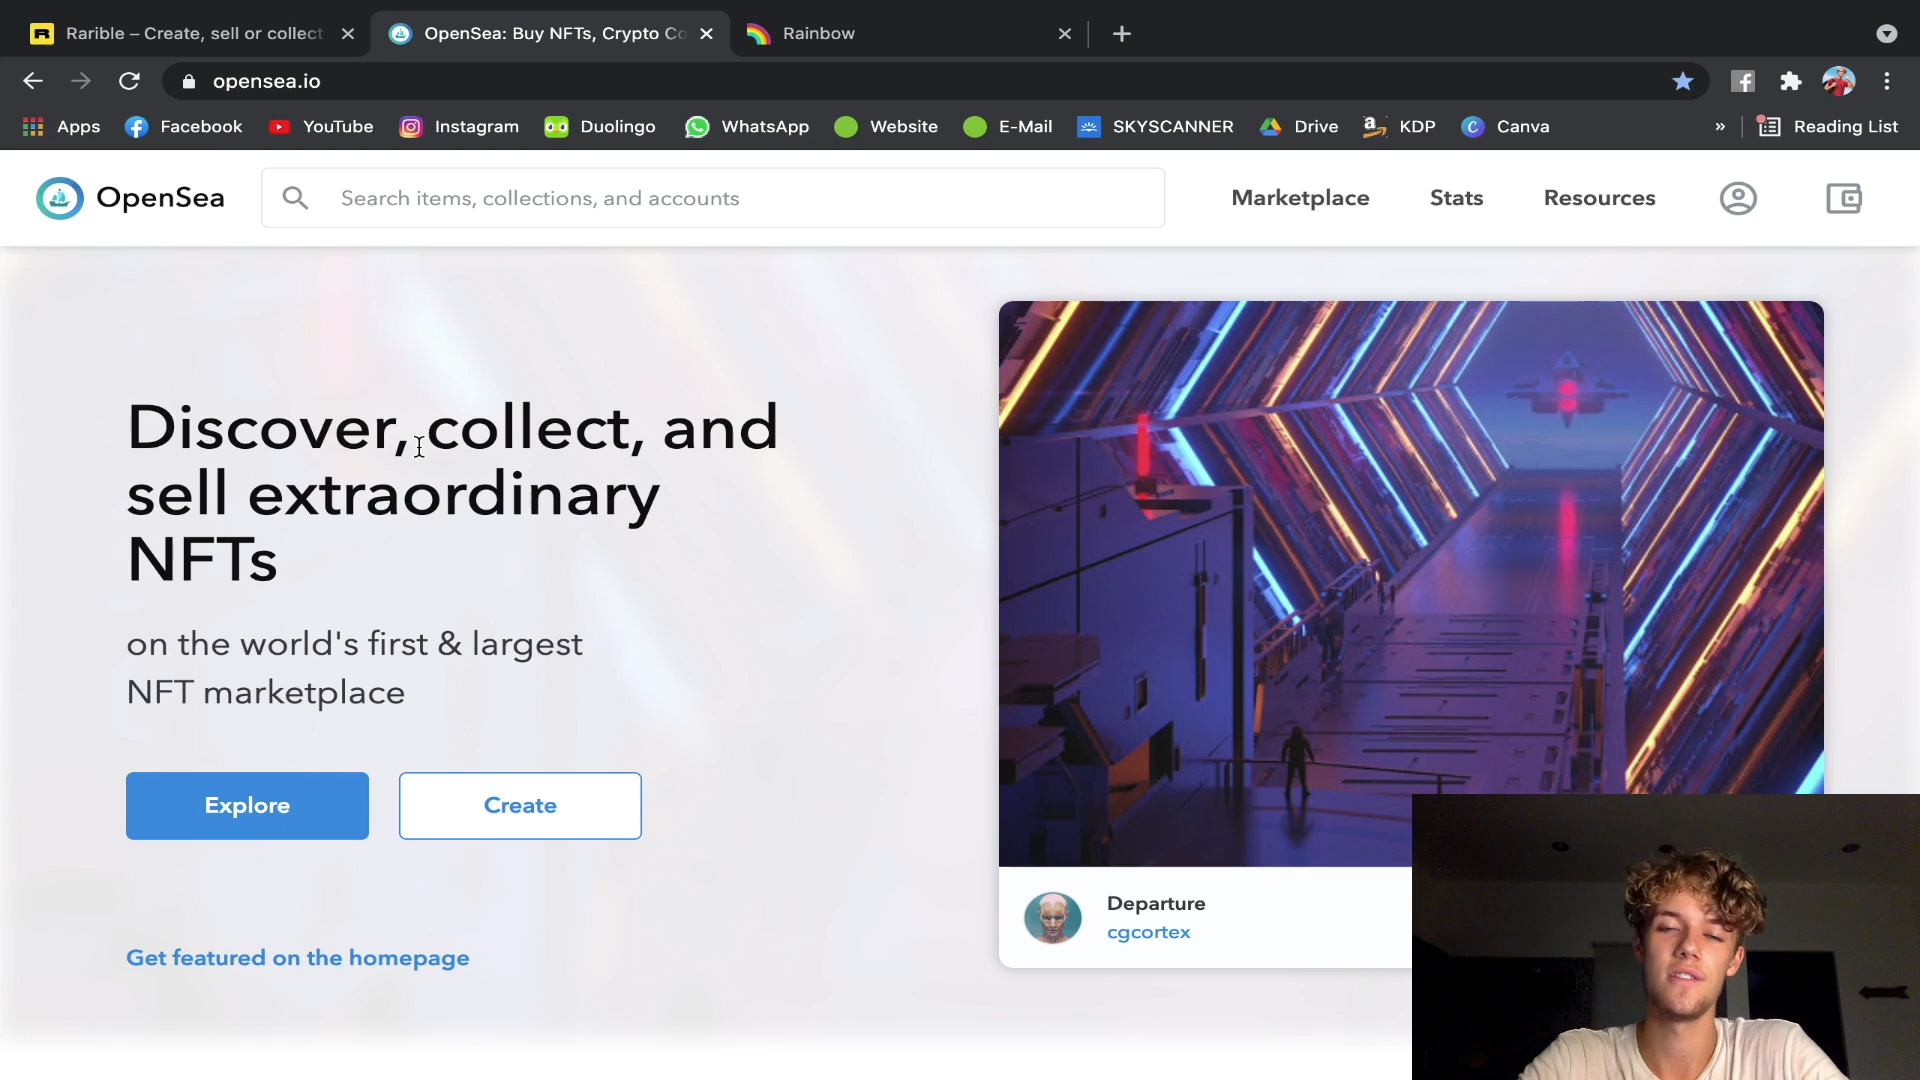 Rarible – Create, sell or collect
OpenSea: Buy NFTs, Crypto Co
Rainbow
opensea.io
Apps
Facebook
YouTube
Instagram
Duolingo
WhatsApp
Website
E-Mail
SKYSCANNER
Drive
KDP
Canva
»
Reading List
OpenSea
Search items, collections, and accounts
Marketplace
Stats
Resources
Discover, collect, and
sell extraordinary
NFTs
on the world's first & largest
NFT marketplace
Explore
Create
Get featured on the homepage
Departure
cgcortex